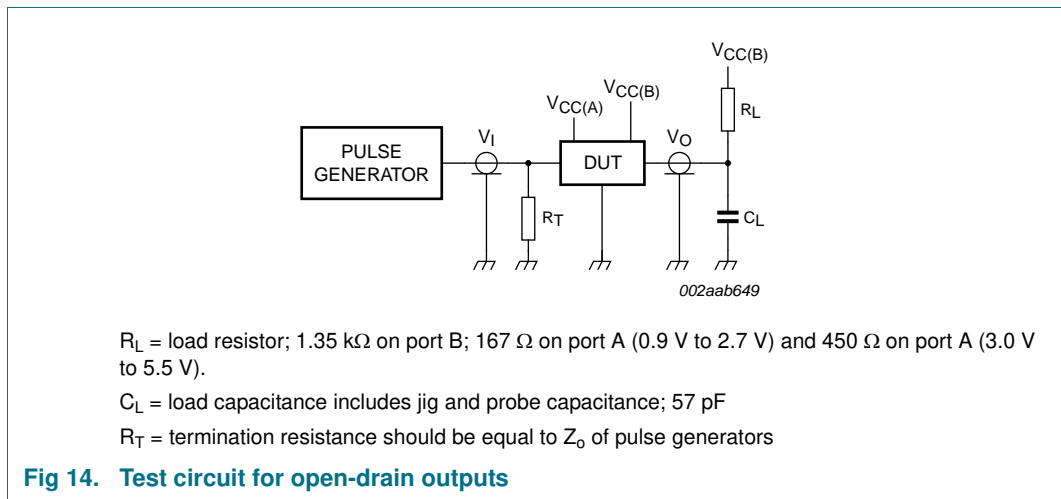 VCC(B)
VCC(B)
VCC(A)
RL
VI
VO
PULSE
GENERATOR
DUT
RT
CL
002aab649
RL = load resistor; 1.35 kΩ on port B; 167 Ω on port A (0.9 V to 2.7 V) and 450 Ω on port A (3.0 V
to 5.5 V).
CL = load capacitance includes jig and probe capacitance; 57 pF
RT = termination resistance should be equal to Zo of pulse generators
Fig 14. Test circuit for open-drain outputs